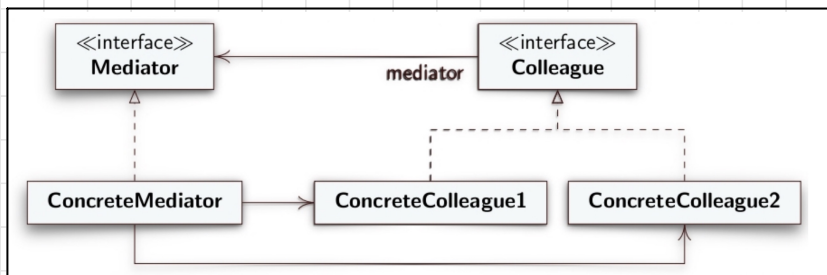 ≪interface≫
Mediator
≪interface≫
Colleague
mediator
ConcreteMediator
ConcreteColleague1
ConcreteColleague2